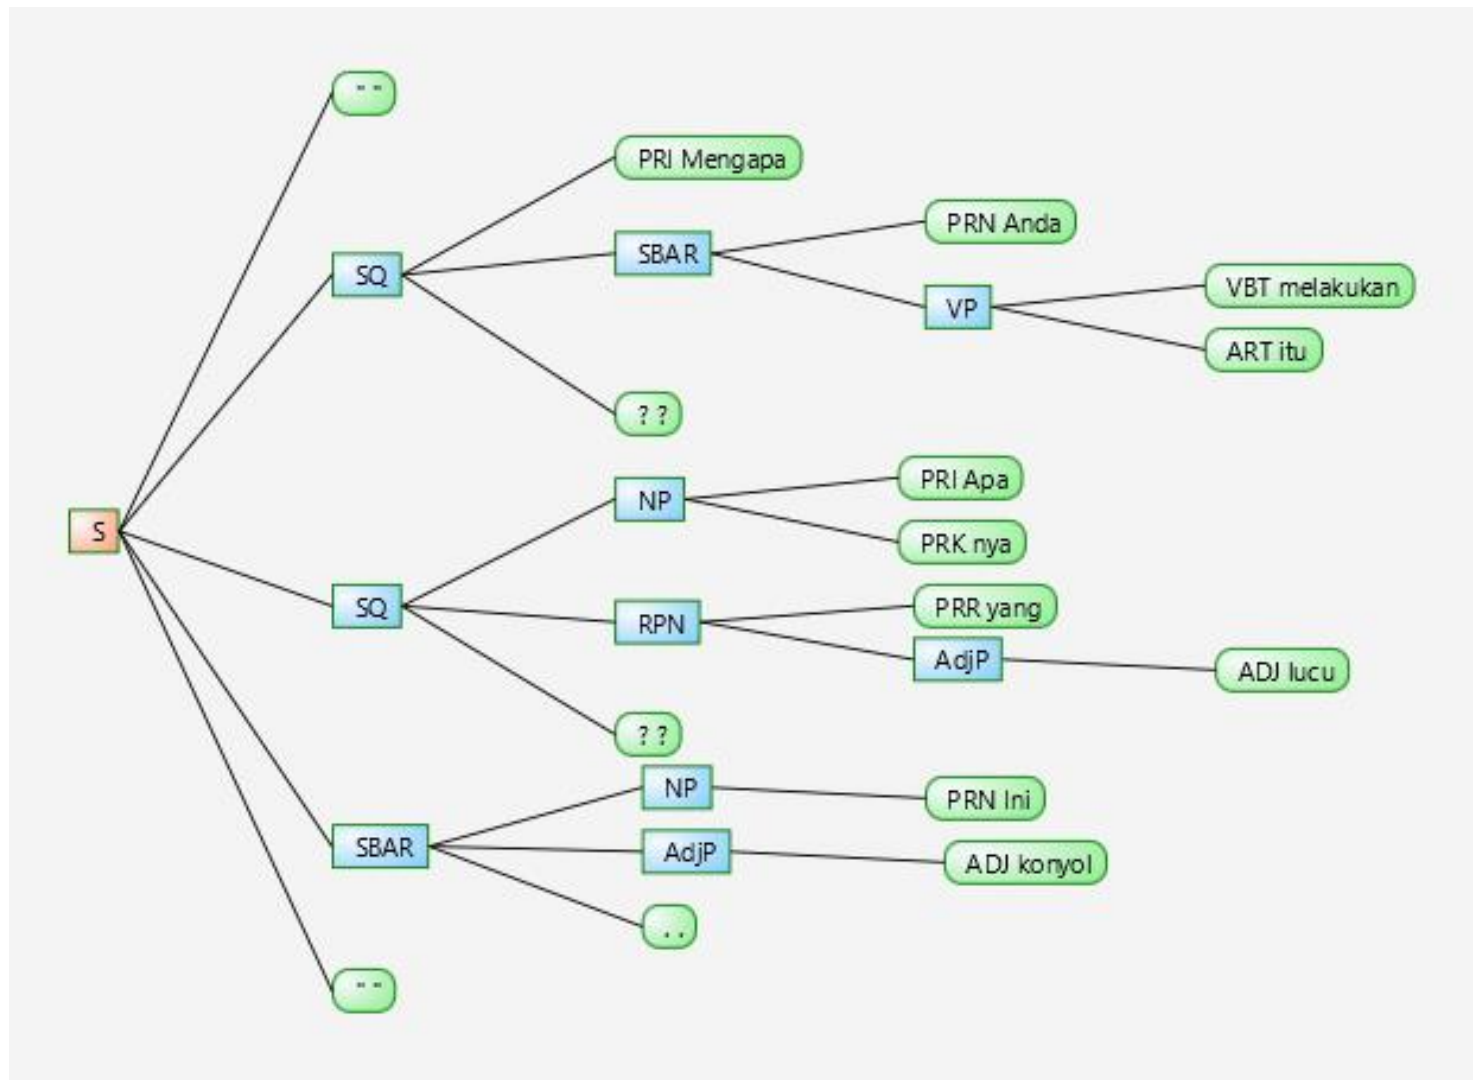 " "
PRI Mengapa
PRN Anda
SBAR
SQ
VBT melakukan
VP
ART itu
? ?
PRI Apa
NP
S
PRK nya
PRR yang
SQ
RPN
AdjP
ADJ lucu
? ?
NP
PRN Ini
SBAR
AdjP
ADJ konyol
. .
" "